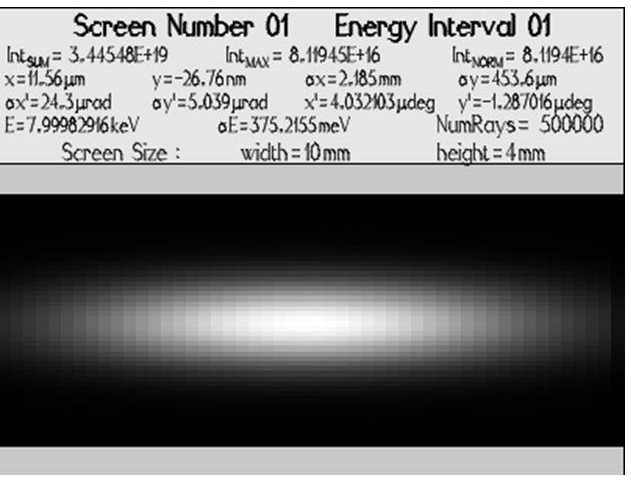 Screen Number 01 Energy Interval 01
Int_SUM = 3.44548E+19 Int_MAX = 8.11945E+16 Int_NORM = 8.1194E+16
x=11.56µm y=-26.76nm σx=2.185mm σy=453.6µm
σx'=24.3µrad σy'=5.039µrad x'=4.032103µdeg y'=-1.287016µdeg
E=7.99982916keV σE=375.2155meV NumRays= 500000
Screen Size : width=10mm height=4mm